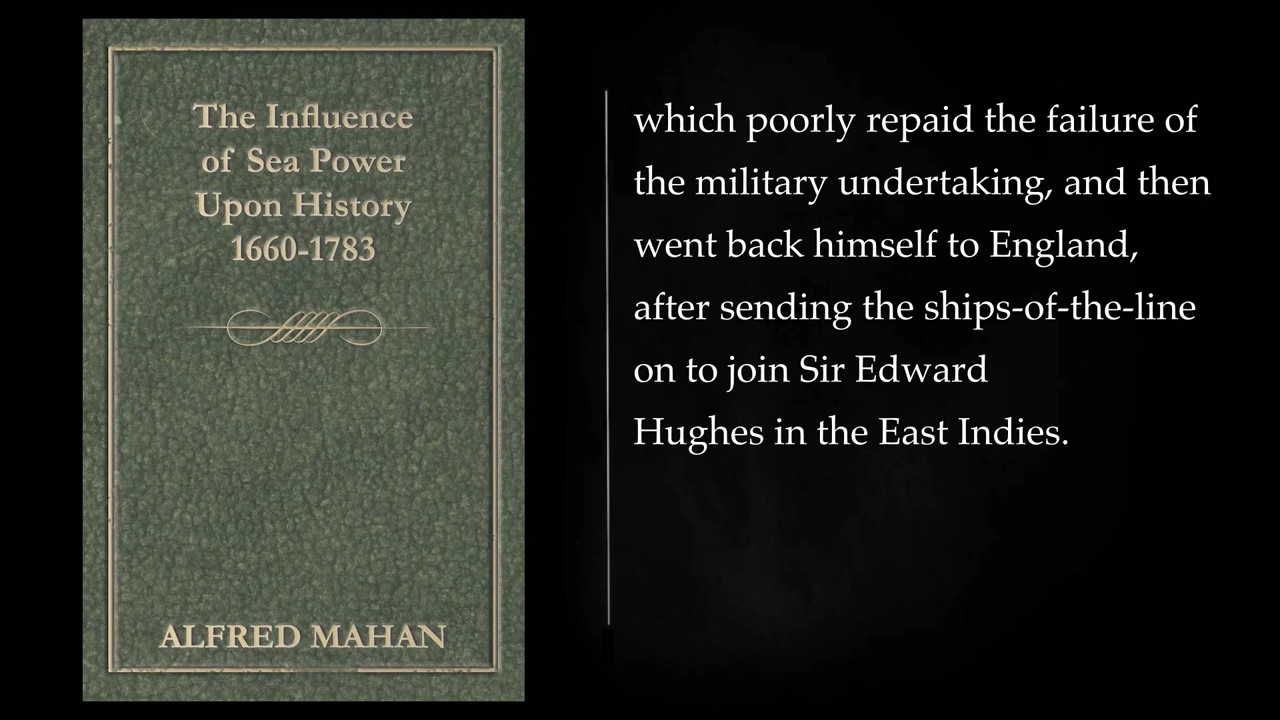 The Influence
of Sea Power
Upon History
1660-1783
ALFRED MAHAN
which poorly repaid the failure of
the military undertaking, and then
went back himself to England,
after sending the ships-of-the-line
on to join Sir Edward
Hughes in the East Indies.